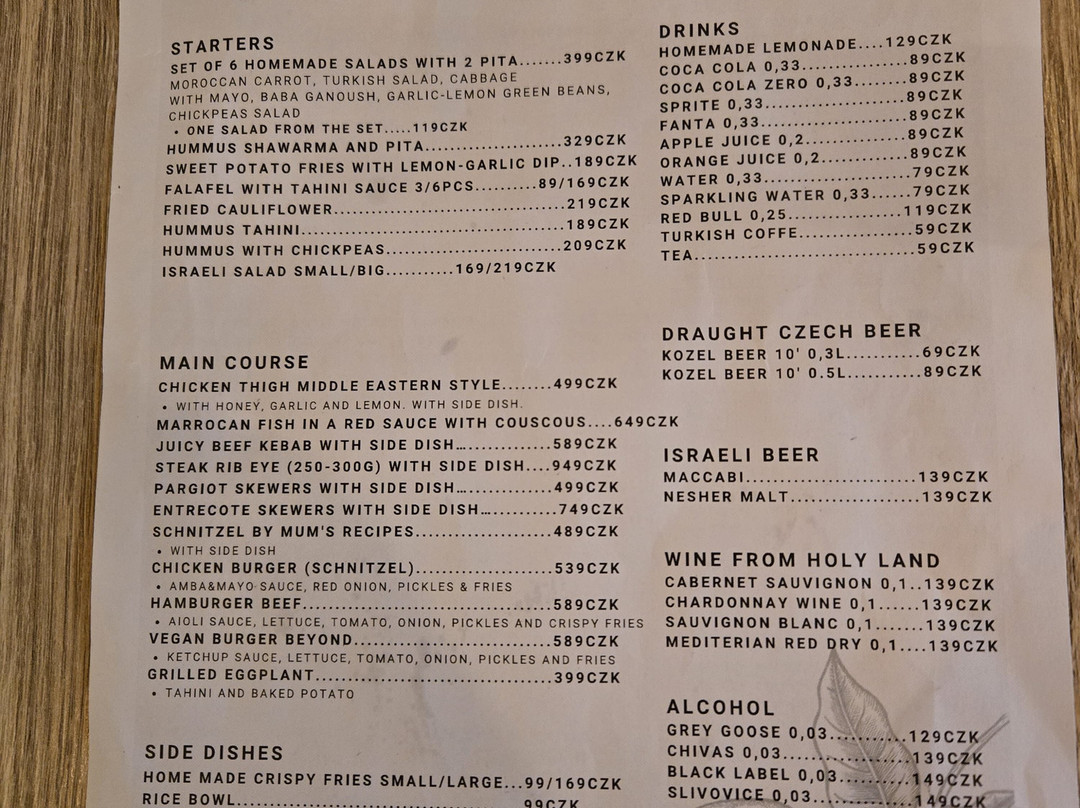 STARTERS
SET OF 6 HOMEMADE SALADS WITH 2 PITA.......399CZK
MOROCCAN CARROT, TURKISH SALAD, CABBAGE
WITH MAYO, BABA GANOUSH, GARLIC-LEMON GREEN BEANS,
CHICKPEAS SALAD
• ONE SALAD FROM THE SET.....119CZK
HUMMUS SHAWARMA AND PITA..................329CZK
SWEET POTATO FRIES WITH LEMON-GARLIC DIP..189CZK
FALAFEL WITH TAHINI SAUCE 3/6PCS..........89/169CZK
FRIED CAULIFLOWER..............................219CZK
HUMMUS TAHINI..................................189CZK
HUMMUS WITH CHICKPEAS.......................209CZK
ISRAELI SALAD SMALL/BIG..........169/219CZK
MAIN COURSE
CHICKEN THIGH MIDDLE EASTERN STYLE.......499CZK
• WITH HONEY, GARLIC AND LEMON. WITH SIDE DISH.
MARROCAN FISH IN A RED SAUCE WITH COUSCOUS....649CZK
JUICY BEEF KEBAB WITH SIDE DISH..............589CZK
STEAK RIB EYE (250-300G) WITH SIDE DISH....949CZK
PARGIOT SKEWERS WITH SIDE DISH..............499CZK
ENTRECOTE SKEWERS WITH SIDE DISH............749CZK
SCHNITZEL BY MUM'S RECIPES...................489CZK
• WITH SIDE DISH
CHICKEN BURGER (SCHNITZEL)...................539CZK
• AMBA&MAYO SAUCE, RED ONION, PICKLES & FRIES
HAMBURGER BEEF..................................589CZK
• AIOLI SAUCE, LETTUCE, TOMATO, ONION, PICKLES AND CRISPY FRIES
VEGAN BURGER BEYOND...........................589CZK
• KETCHUP SAUCE, LETTUCE, TOMATO, ONION, PICKLES AND FRIES
GRILLED EGGPLANT................................399CZK
• TAHINI AND BAKED POTATO
SIDE DISHES
HOME MADE CRISPY FRIES SMALL/LARGE...99/169CZK
RICE BOWL.......................................99CZK
DRINKS
HOMEMADE LEMONADE....129CZK
COCA COLA 0,33..............89CZK
COCA COLA ZERO 0,33.......89CZK
SPRITE 0,33..................89CZK
FANTA 0,33...................89CZK
APPLE JUICE 0,2.............89CZK
ORANGE JUICE 0,2...........89CZK
WATER 0,33..................79CZK
SPARKLING WATER 0,33.....79CZK
RED BULL 0,25..............119CZK
TURKISH COFFE..............59CZK
TEA...........................59CZK
DRAUGHT CZECH BEER
KOZEL BEER 10' 0,3L..........69CZK
KOZEL BEER 10' 0.5L..........89CZK
ISRAELI BEER
MACCABI.......................139CZK
NESHER MALT.................139CZK
WINE FROM HOLY LAND
CABERNET SAUVIGNON 0,1..139CZK
CHARDONNAY WINE 0,1......139CZK
SAUVIGNON BLANC 0,1.......139CZK
MEDITERIAN RED DRY 0,1....139CZK
ALCOHOL
GREY GOOSE 0,03..........129CZK
CHIVAS 0,03.................139CZK
BLACK LABEL 0,03.........149CZK
SLIVOVICE 0,03.............149CZK